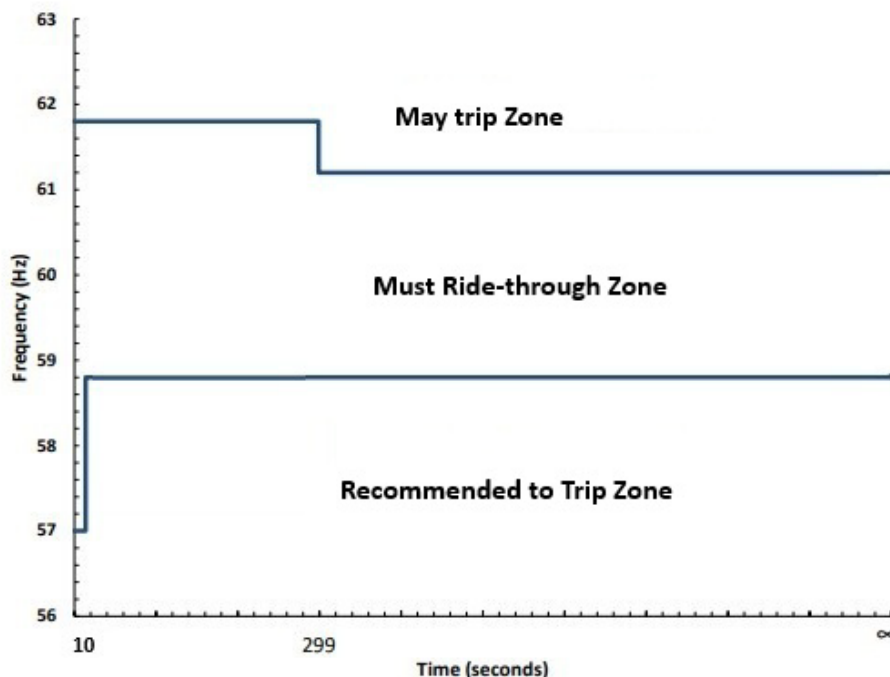 63
62
61
60
59
58
57
56
Frequency (Hz)
May trip Zone
Must Ride-through Zone
Recommended to Trip Zone
10
299
∞
Time (seconds)